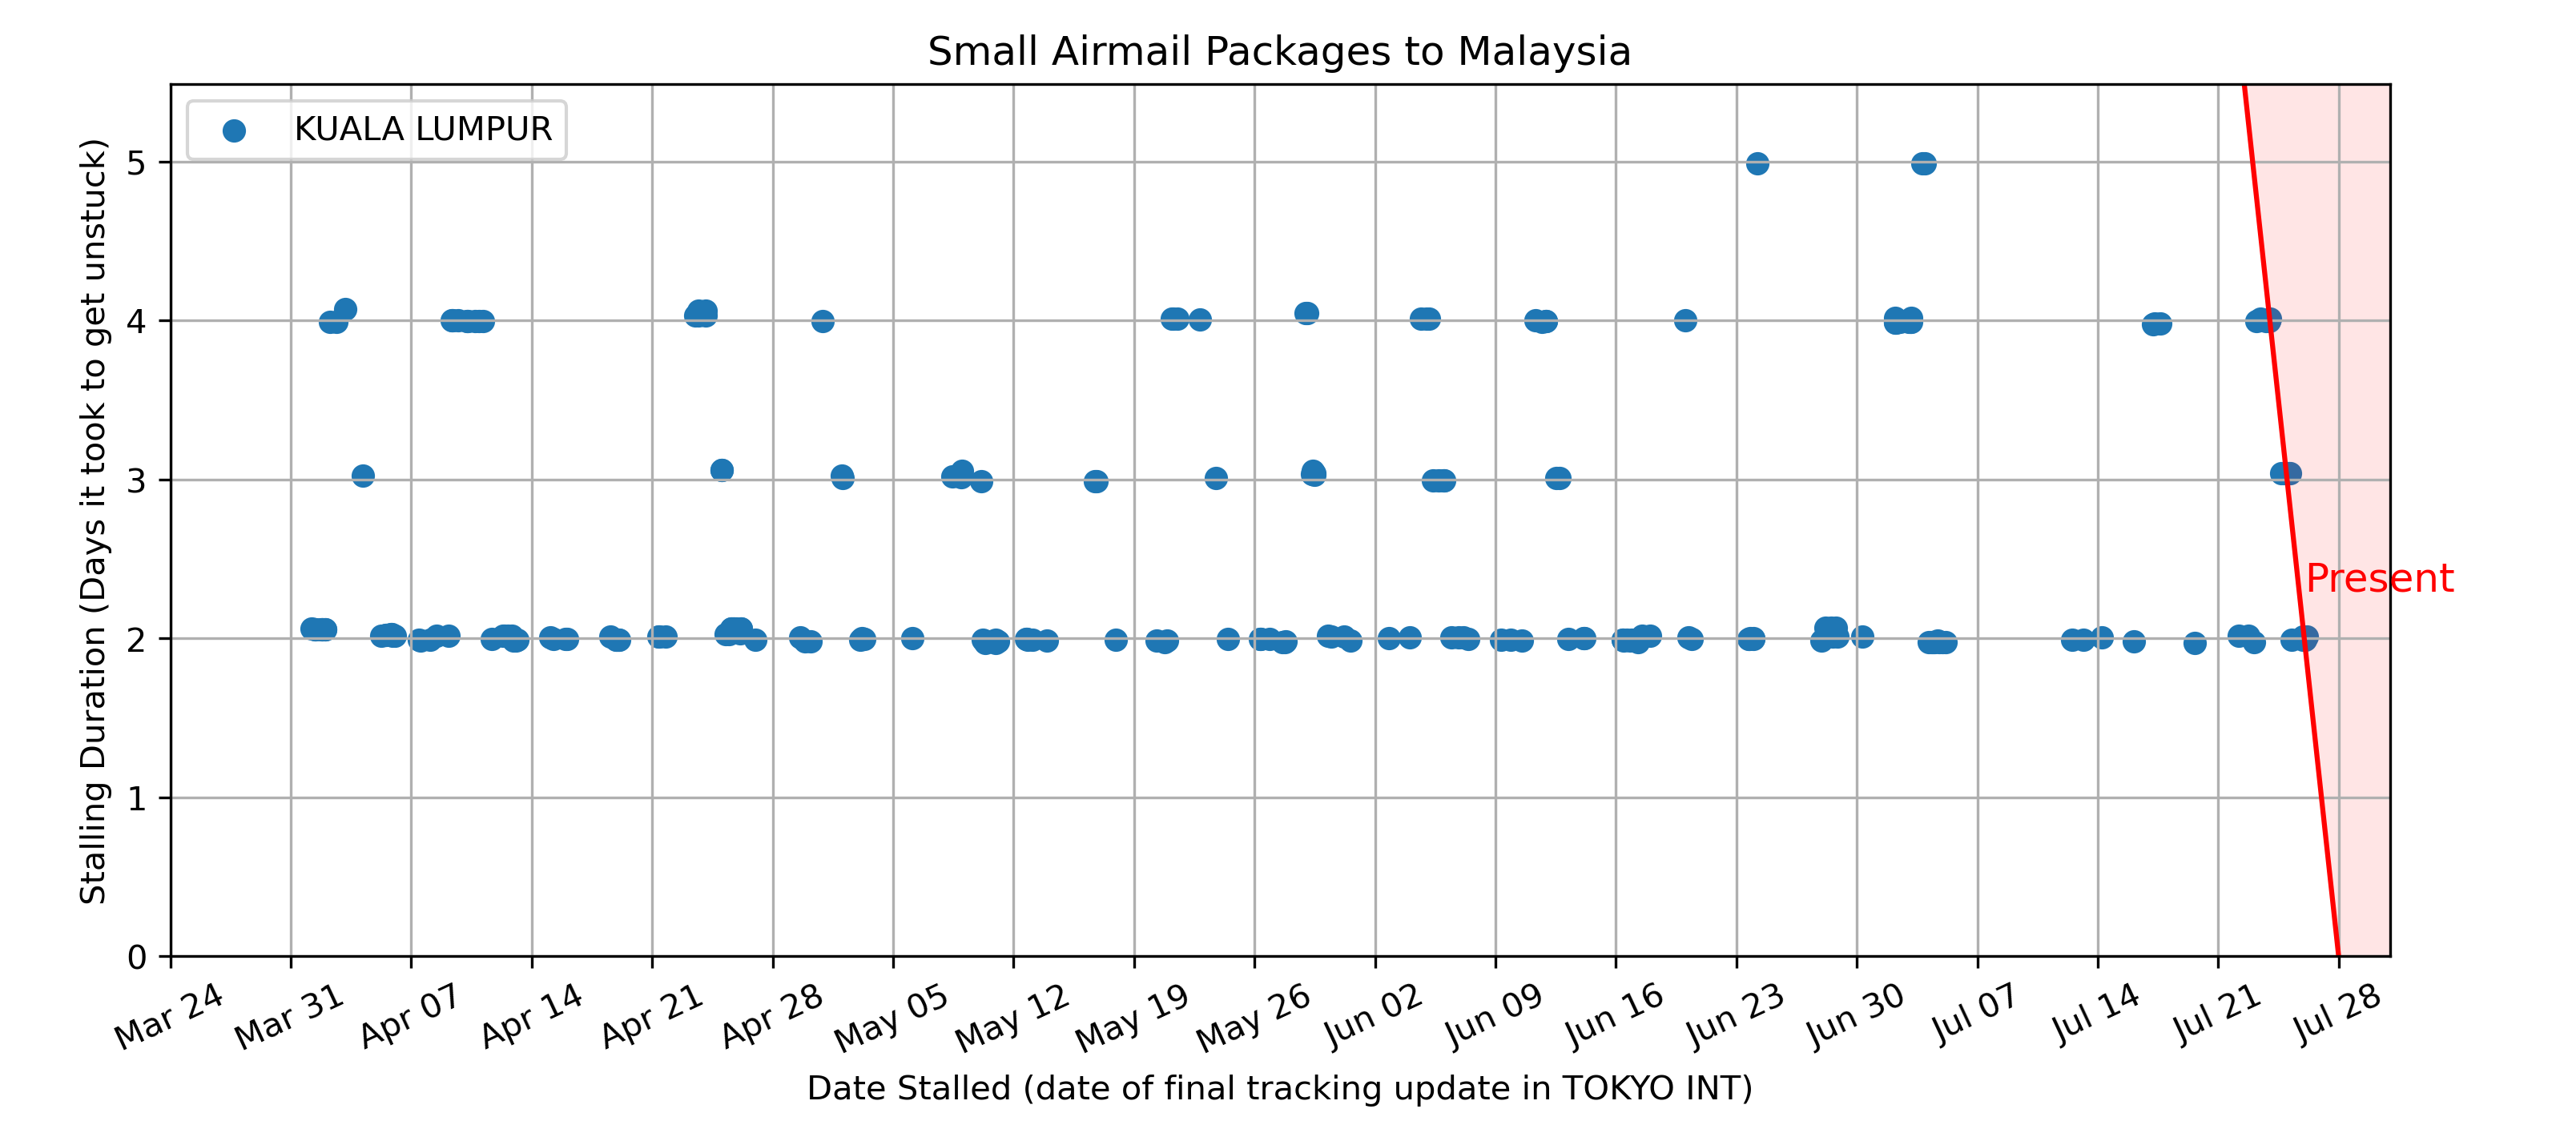 Small Airmail Packages to Malaysia
KUALA LUMPUR
Stalling Duration (Days it took to get unstuck)
5
4
3
2
1
0
Present
Mar 24
Mar 31
Apr 07
Apr 14
Apr 21
Apr 28
May 05
May 12
May 19
May 26
Jun 02
Jun 09
Jun 16
Jun 23
Jun 30
Jul 07
Jul 14
Jul 21
Jul 28
Date Stalled (date of final tracking update in TOKYO INT)